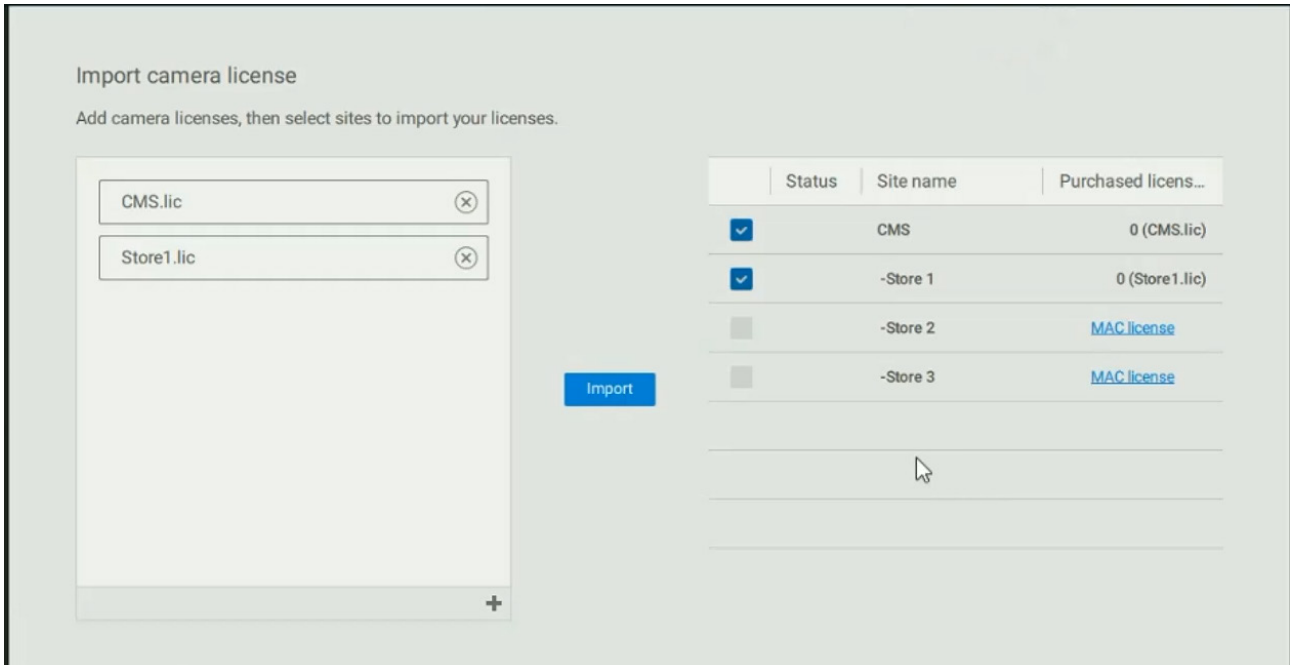 Import camera license
Add camera licenses, then select sites to import your licenses.
CMS.lic
Store1.lic
Import
Status Site name Purchased licens...
CMS 0 (CMS.lic)
-Store 1 0 (Store1.lic)
-Store 2 MAC license
-Store 3 MAC license